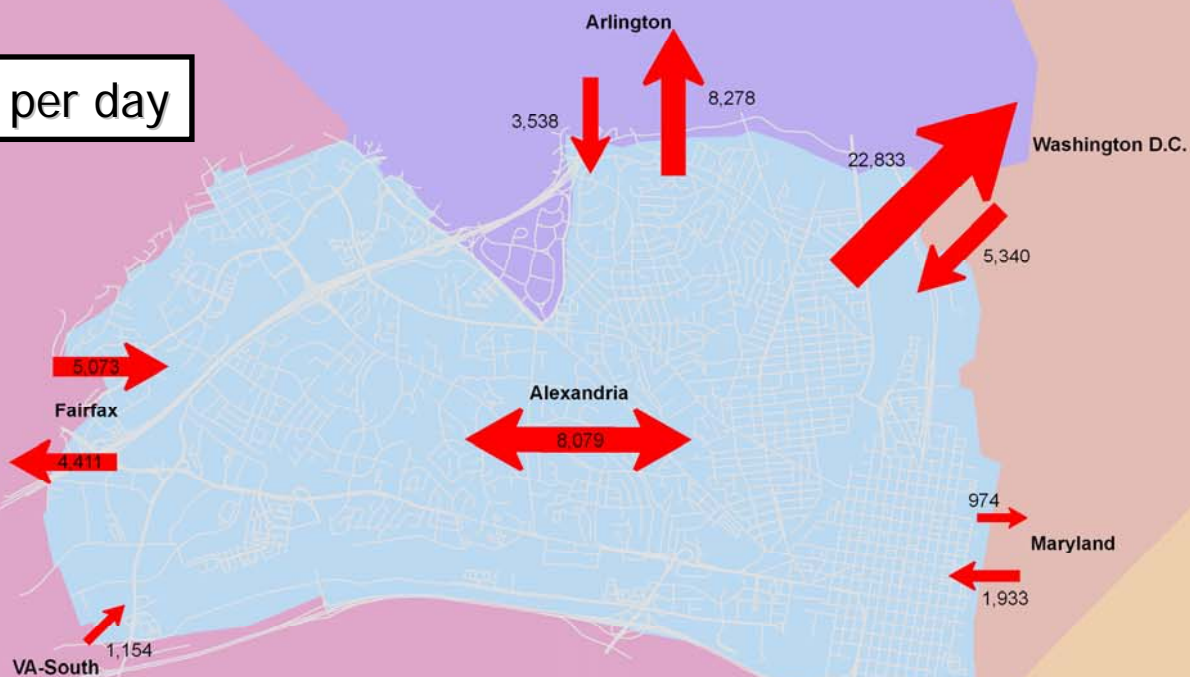 Arlington
per day
8,278
3,538
Washington D.C.
22,833
5,340
5,073
Alexandria
Fairfax
8,079
4,411
974
Maryland
1,933
1,154
VA-South